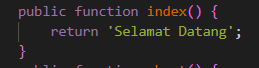 public function index() {
    return 'Selamat Datang';
}